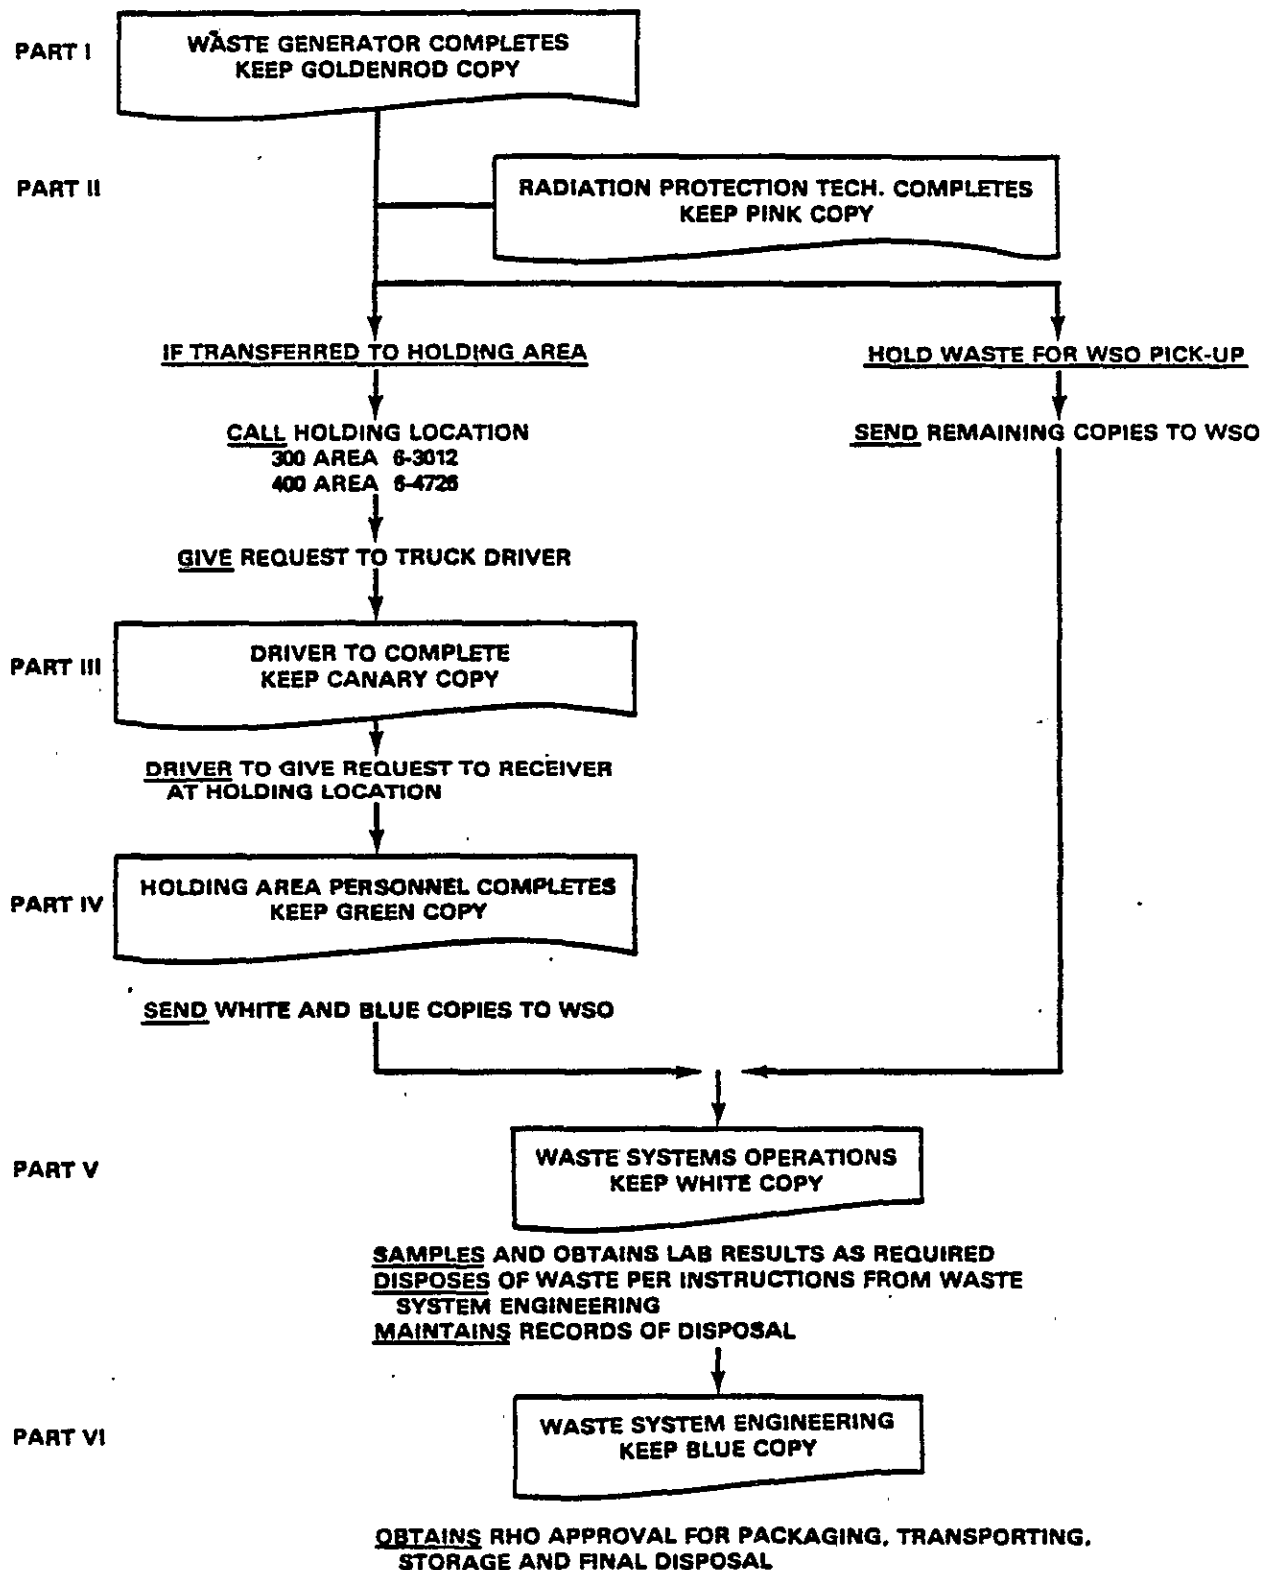 PART I
WASTE GENERATOR COMPLETES
KEEP GOLDENROD COPY
PART II
RADIATION PROTECTION TECH. COMPLETES
KEEP PINK COPY
IF TRANSFERRED TO HOLDING AREA
HOLD WASTE FOR WSO PICK-UP
CALL HOLDING LOCATION
300 AREA 6-3012
400 AREA 6-4726
SEND REMAINING COPIES TO WSO
GIVE REQUEST TO TRUCK DRIVER
PART III
DRIVER TO COMPLETE
KEEP CANARY COPY
DRIVER TO GIVE REQUEST TO RECEIVER
AT HOLDING LOCATION
PART IV
HOLDING AREA PERSONNEL COMPLETES
KEEP GREEN COPY
SEND WHITE AND BLUE COPIES TO WSO
PART V
WASTE SYSTEMS OPERATIONS
KEEP WHITE COPY
SAMPLES AND OBTAINS LAB RESULTS AS REQUIRED
DISPOSES OF WASTE PER INSTRUCTIONS FROM WASTE
SYSTEM ENGINEERING
MAINTAINS RECORDS OF DISPOSAL
PART VI
WASTE SYSTEM ENGINEERING
KEEP BLUE COPY
OBTAINS RHO APPROVAL FOR PACKAGING, TRANSPORTING,
STORAGE AND FINAL DISPOSAL